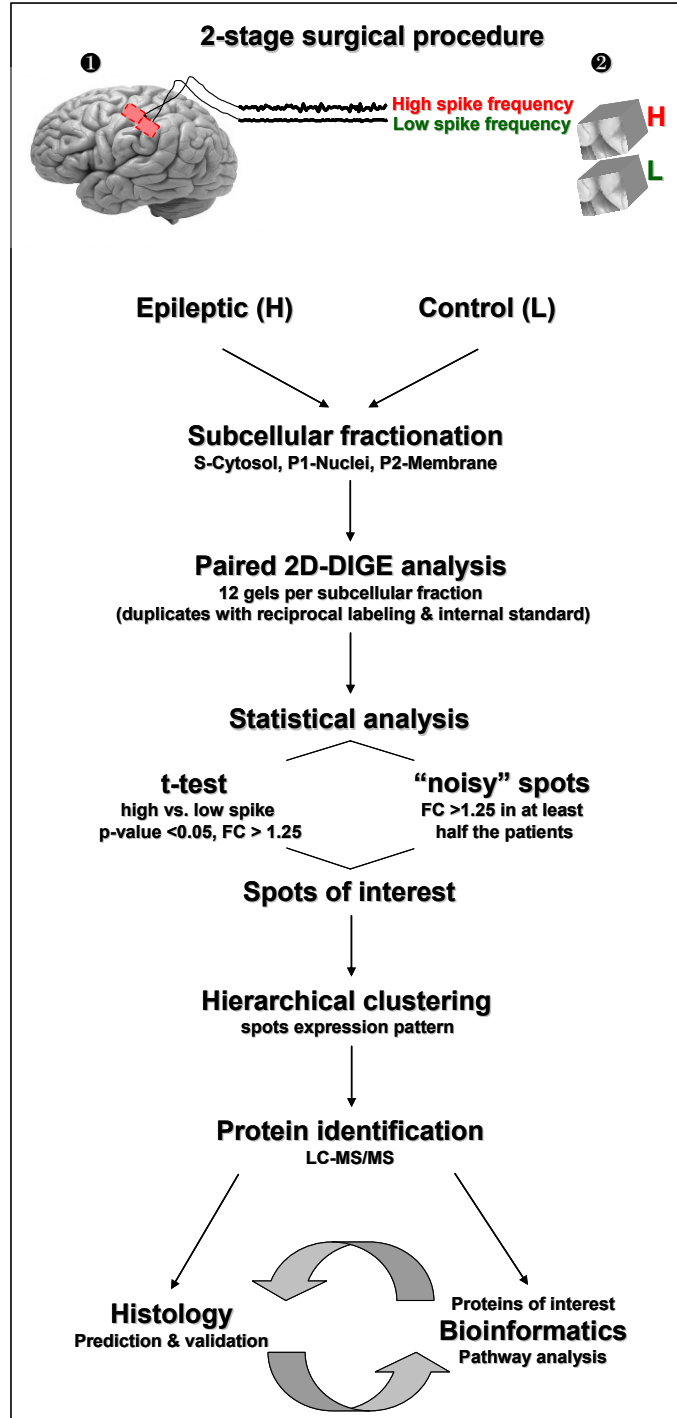 2-stage surgical procedure
❶
❷
High spike frequency
Low spike frequency
H
L
Epileptic (H)
Control (L)
Subcellular fractionation
S-Cytosol, P1-Nuclei, P2-Membrane
Paired 2D-DIGE analysis
12 gels per subcellular fraction
(duplicates with reciprocal labeling & internal standard)
Statistical analysis
t-test
high vs. low spike
p-value <0.05, FC > 1.25
“noisy” spots
FC >1.25 in at least
half the patients
Spots of interest
Hierarchical clustering
spots expression pattern
Protein identification
LC-MS/MS
Histology
Prediction & validation
Proteins of interest
Bioinformatics
Pathway analysis